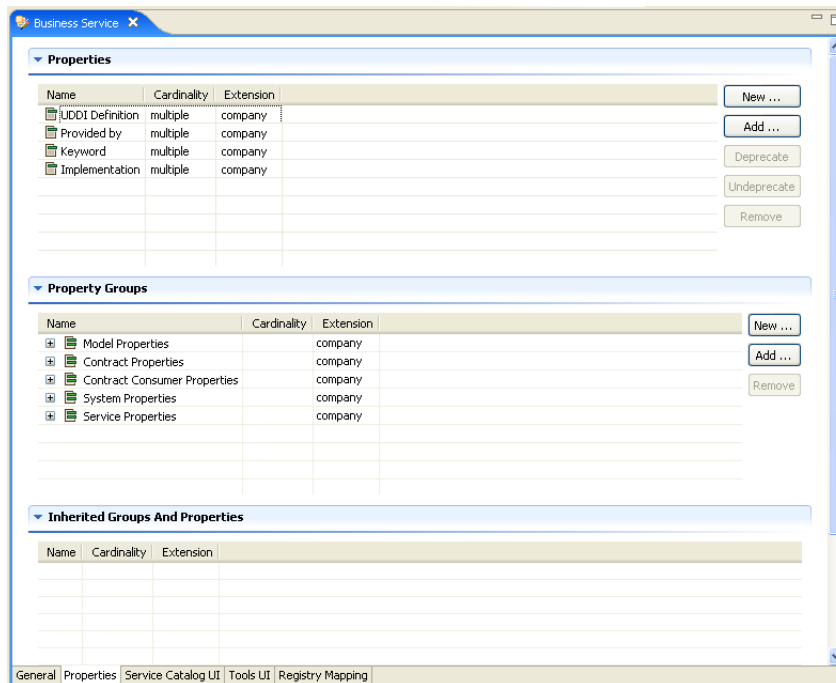 Business Service
Properties
Name Cardinality Extension
UDDI Definition multiple company
Provided by multiple company
Keyword multiple company
Implementation multiple company
New ...
Add ...
Deprecate
Undeprecate
Remove
Property Groups
Name Cardinality Extension
Model Properties company
Contract Properties company
Contract Consumer Properties company
System Properties company
Service Properties company
New ...
Add ...
Remove
Inherited Groups And Properties
Name Cardinality Extension
General Properties Service Catalog UI Tools UI Registry Mapping